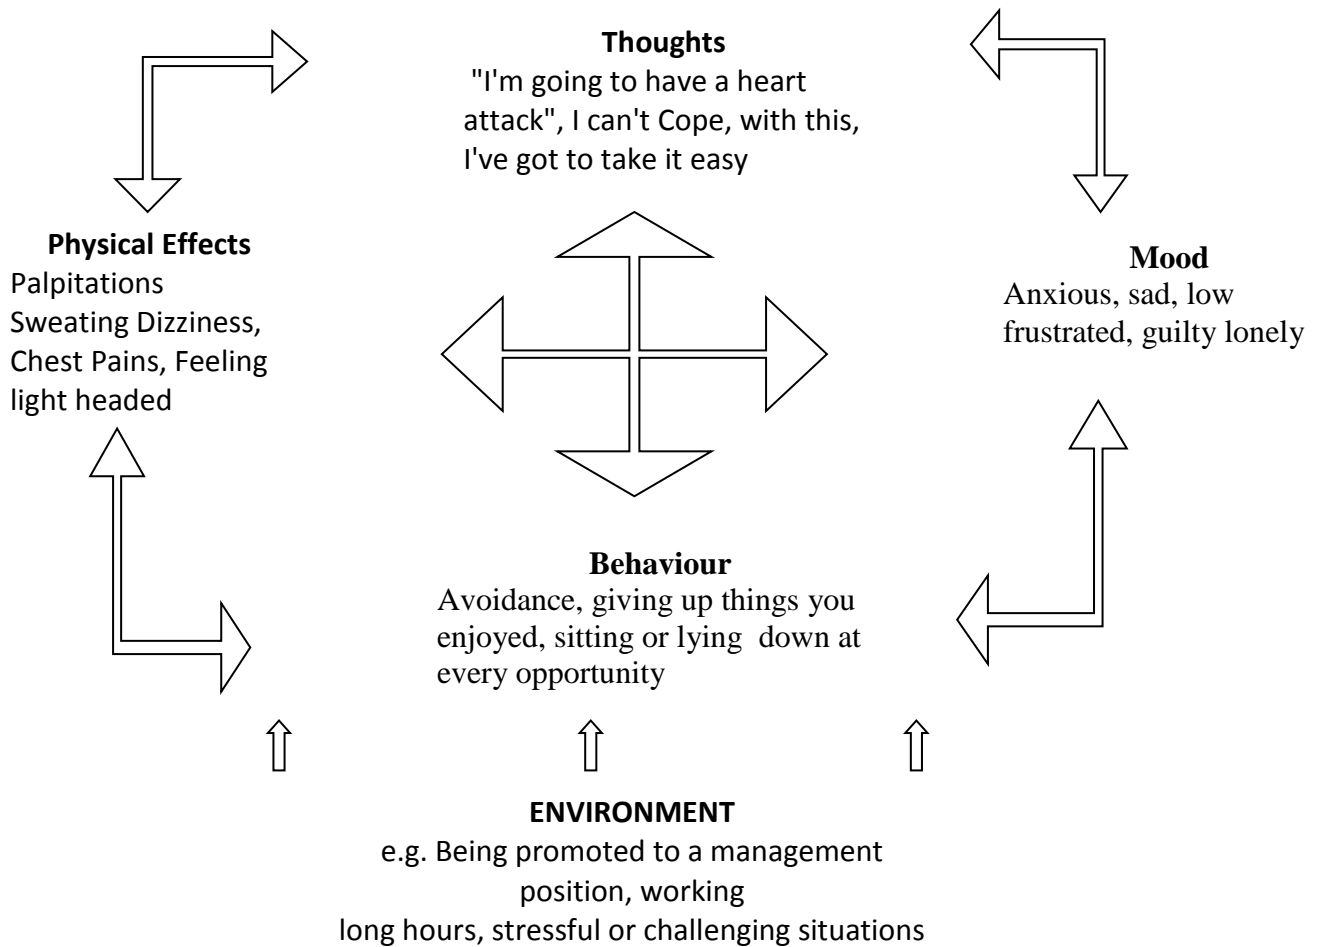 Thoughts
"I'm going to have a heart
attack", I can't Cope, with this,
I've got to take it easy
Physical Effects
Palpitations
Sweating Dizziness,
Chest Pains, Feeling
light headed
Mood
Anxious, sad, low
frustrated, guilty lonely
Behaviour
Avoidance, giving up things you
enjoyed, sitting or lying  down at
every opportunity
ENVIRONMENT
e.g. Being promoted to a management
position, working
long hours, stressful or challenging situations